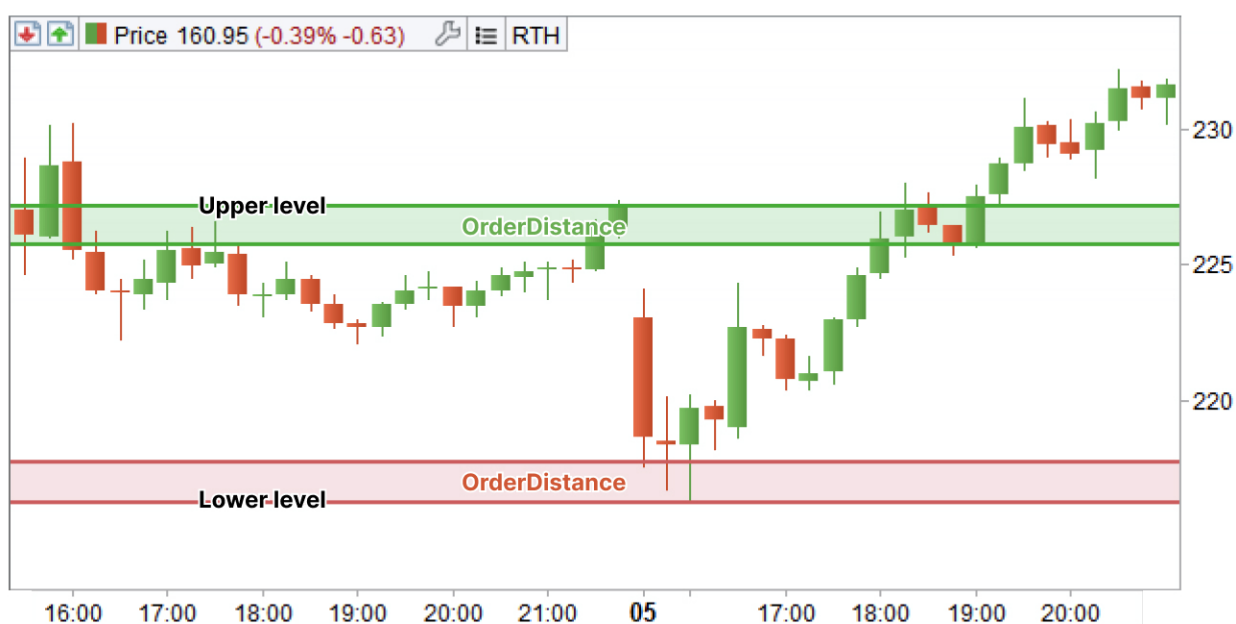 Price 160.95 (-0.39% -0.63) RTH
230
Upper level
OrderDistance
225
220
OrderDistance
Lower level
16:00 17:00 18:00 19:00 20:00 21:00 05 17:00 18:00 19:00 20:00